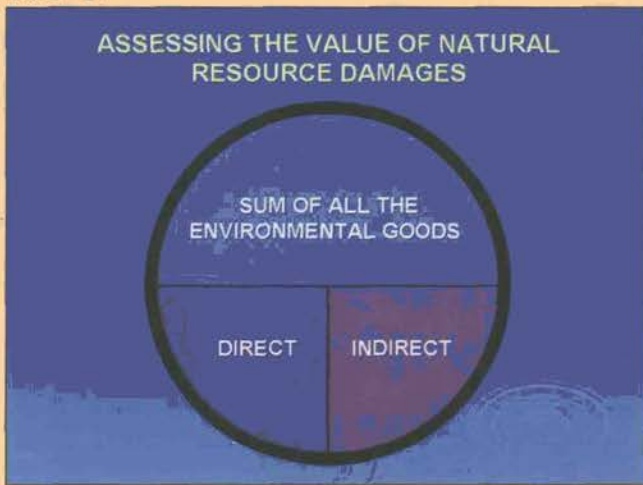 ASSESSING THE VALUE OF NATURAL
RESOURCE DAMAGES
SUM OF ALL THE
ENVIRONMENTAL GOODS
DIRECT
INDIRECT